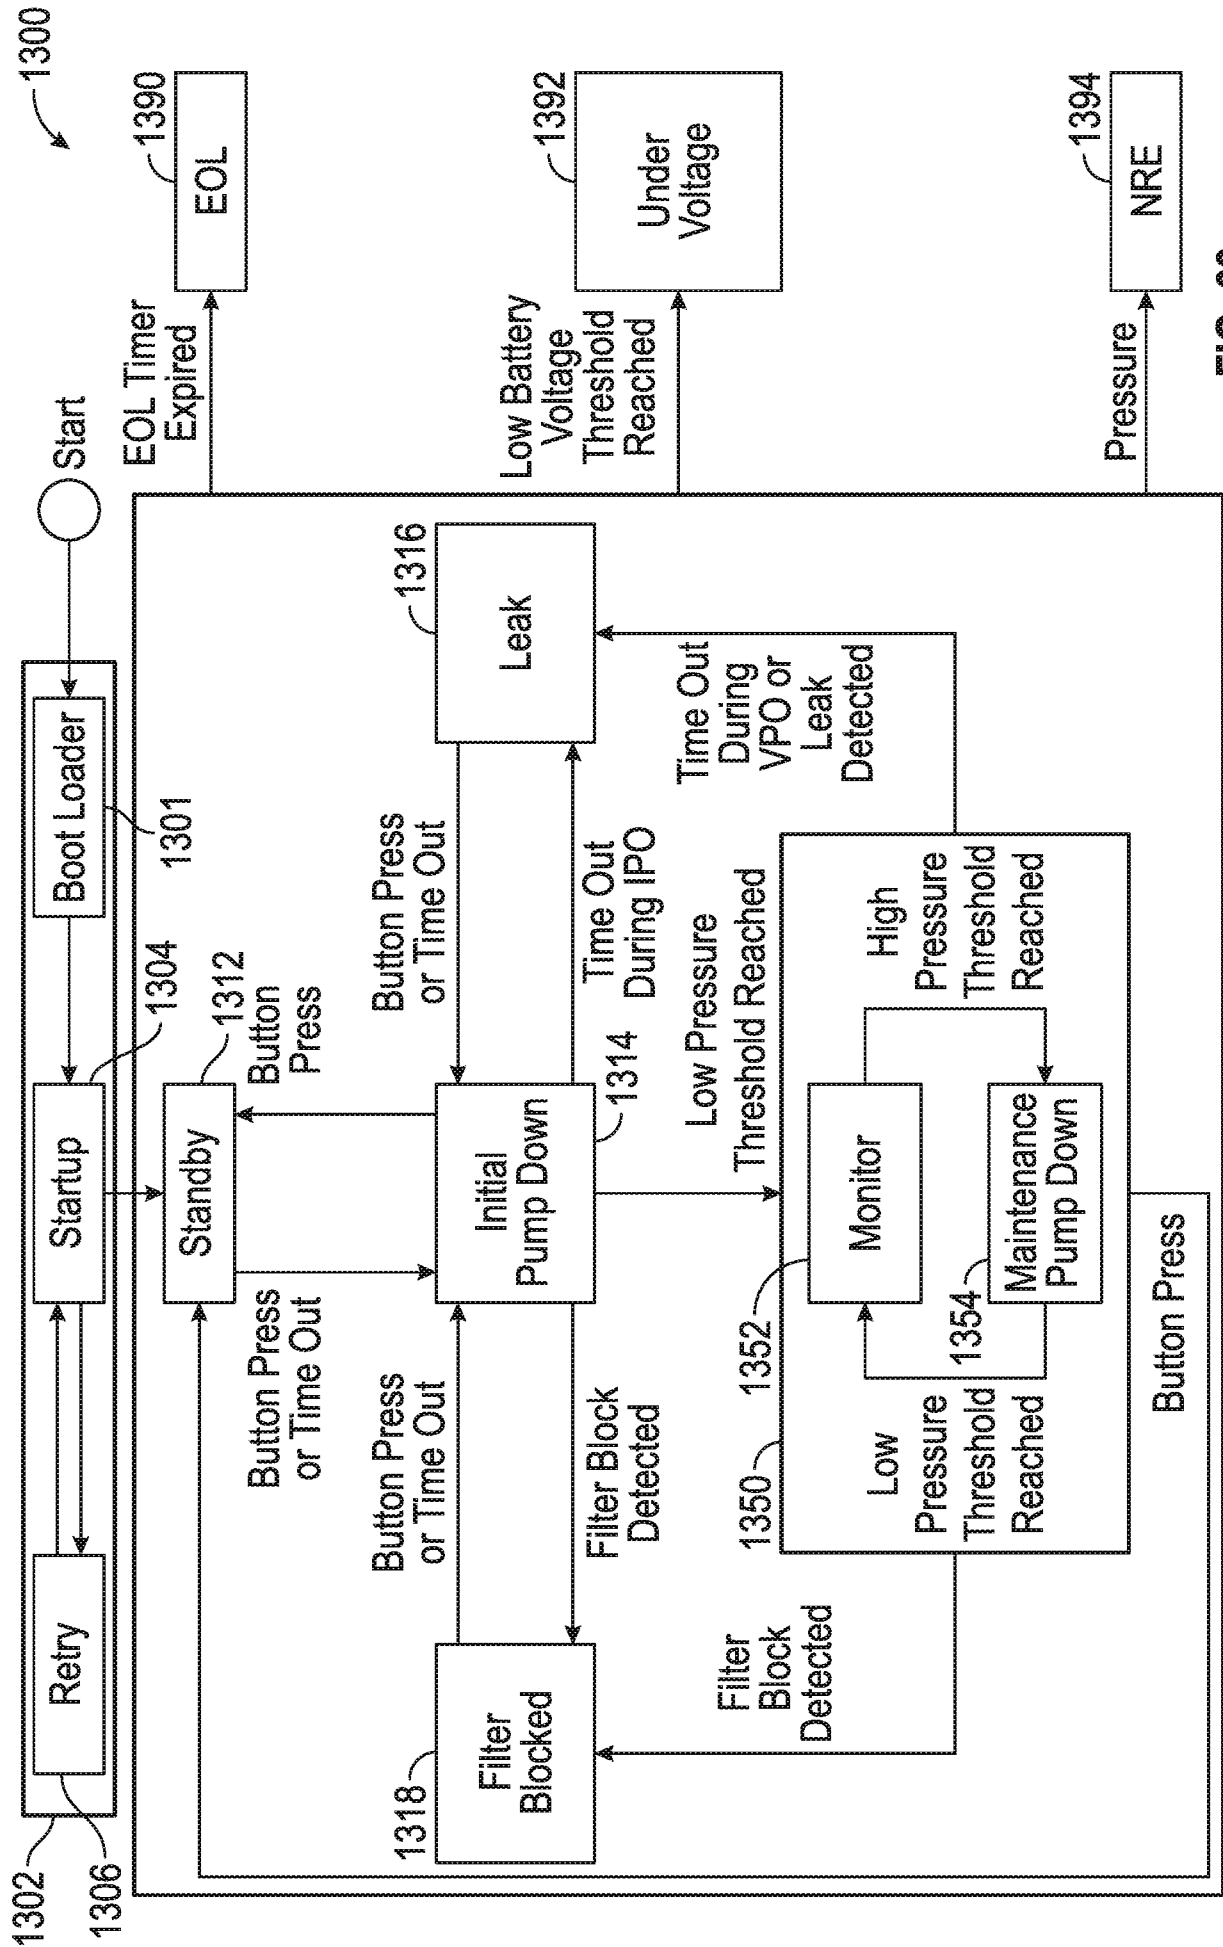 1300
1302
1306
Retry
Startup
1304
Boot Loader
1301
Start
EOL Timer
Expired
EOL
1390
Standby
1312
Button Press
or Time Out
Button
Press
Button Press
or Time Out
Button Press
or Time Out
1318
Filter
Blocked
Initial
Pump Down
1314
Leak
1316
Low Battery
Voltage
Threshold
Reached
Under
Voltage
1392
Filter Block
Detected
Time Out
During IPO
Low Pressure
Threshold Reached
Time Out
During
VPO or
Leak
Detected
Filter
Block
Detected
1350
1352
Monitor
Low
Pressure
Threshold
Reached
High
Pressure
Threshold
Reached
1354
Maintenance
Pump Down
Button Press
Pressure
NRE
1394
FIG.